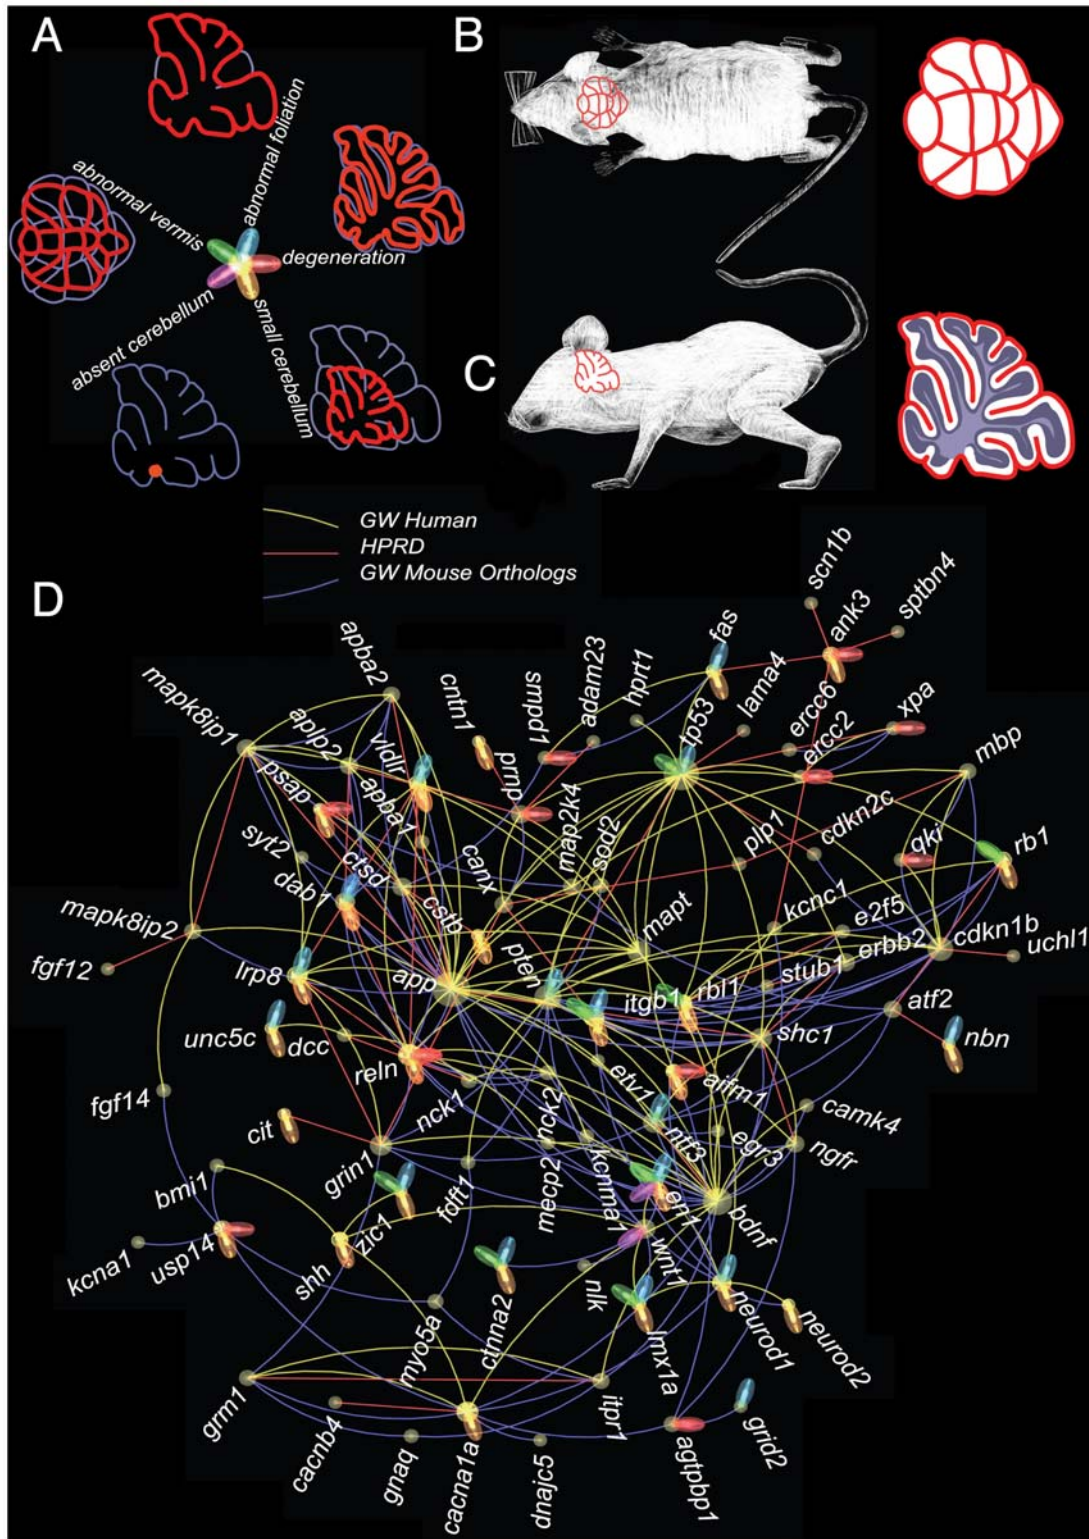 A
B
abnormal foliation
abnormal vermis
degeneration
absent cerebellum
small cerebellum
C
GW Human
HPRD
GW Mouse Orthologs
D
scn1b
sptbn4
ank3
fas
apba2
mapk8ip1
aplp2
vldlr
cntn1
smpd1
adam23
hprt1
tp53
lama4
ercc6
ercc2
xpa
mbp
psap
apba1
prnp
map2k4
sod2
plp1
cdkn2c
qki
rb1
syt2
ctsd
canx
dab1
cstb
mapt
kcnc1
e2f5
mapk8ip2
fgf12
lrp8
app
pten
itgb1
rbl1
stub1
erbb2
cdkn1b
uchl1
atf2
unc5c
dcc
reln
shc1
nbn
fgf14
nck1
nck2
etv1
aifm1
camk4
cit
grin1
ntf3
egr3
ngfr
bmi1
zic1
fdft1
mecp2
kcnma1
en1
bdnf
kcna1
usp14
shh
wnt1
nlk
ctnna2
myo5a
lmx1a
neurod1
neurod2
grm1
itpr1
grid2
cacnb4
gnaq
cacna1a
dnajc5
agtpbp1